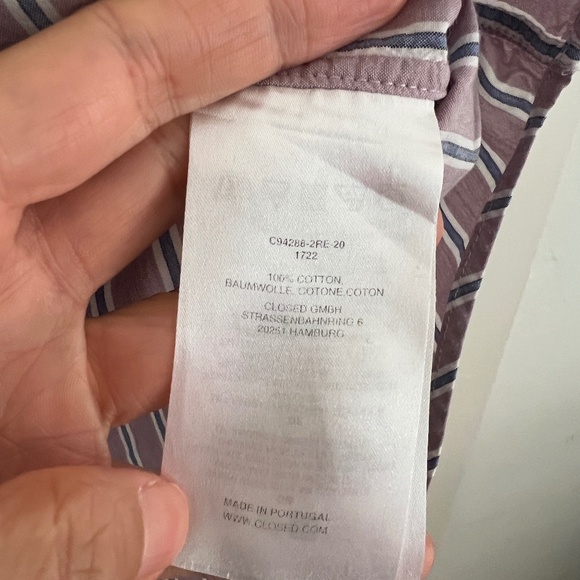 C94288-2RE-20
1722
100% COTTON,
BAUMWOLLE, COTONE,COTON
CLOSED GMBH
STRASSENBAHNRING 6
20251 HAMBURG
MADE IN PORTUGAL
WWW.CLOSED.COM